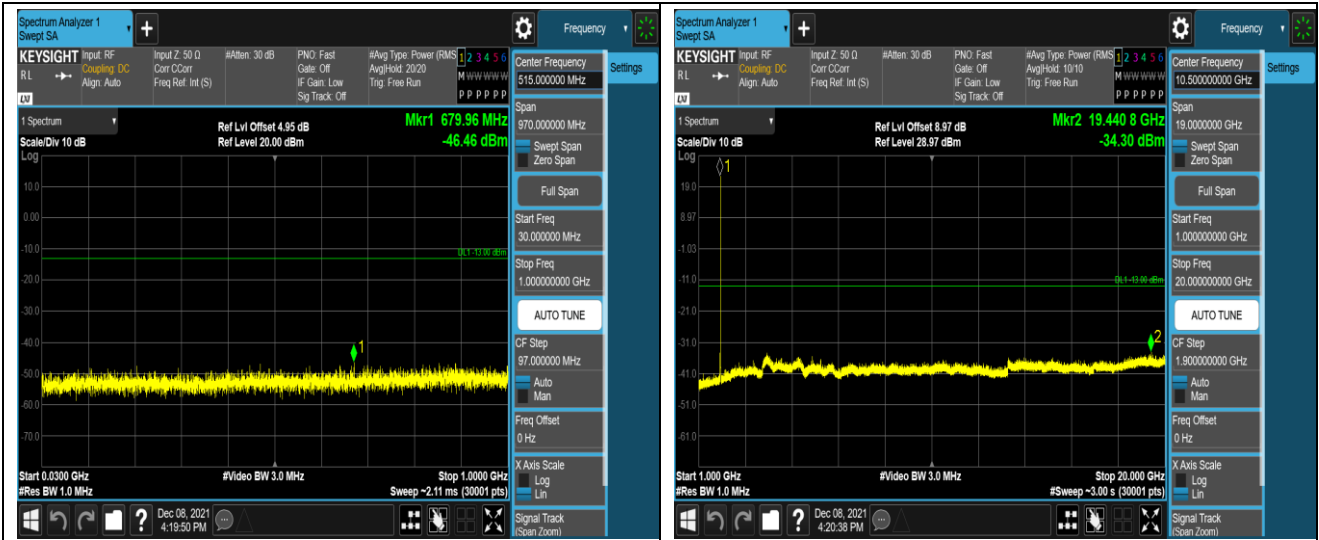 Spectrum Analyzer 1
Swept SA
Frequency
KEYSIGHT
Input: RF
Coupling: DC
Align: Auto
Input Z: 50 Ω
Corr CCorr
Freq Ref: Int (S)
#Atten: 30 dB
PNO: Fast
Gate: Off
IF Gain: Low
Sig Track: Off
#Avg Type: Power (RMS
Avg|Hold: 20/20
Trig: Free Run
1 2 3 4 5 6
M W W W W W
P P P P P P
RL
LXI
1 Spectrum
Scale/Div 10 dB
Log
Ref Lvl Offset 4.95 dB
Ref Level 20.00 dBm
Mkr1 679.96 MHz
-46.46 dBm
10.0
0.00
-10.0
-20.0
-30.0
-40.0
-50.0
-60.0
-70.0
DL1 -13.00 dBm
1
Start 0.0300 GHz
#Res BW 1.0 MHz
#Video BW 3.0 MHz
Stop 1.0000 GHz
Sweep ~2.11 ms (30001 pts)
Center Frequency
515.000000 MHz
Settings
Span
970.000000 MHz
Swept Span
Zero Span
Full Span
Start Freq
30.000000 MHz
Stop Freq
1.000000000 GHz
AUTO TUNE
CF Step
97.000000 MHz
Auto
Man
Freq Offset
0 Hz
X Axis Scale
Log
Lin
Signal Track
(Span Zoom)
?
Dec 08, 2021
4:19:50 PM
Spectrum Analyzer 1
Swept SA
Frequency
KEYSIGHT
Input: RF
Coupling: DC
Align: Auto
Input Z: 50 Ω
Corr CCorr
Freq Ref: Int (S)
#Atten: 30 dB
PNO: Fast
Gate: Off
IF Gain: Low
Sig Track: Off
#Avg Type: Power (RMS
Avg|Hold: 10/10
Trig: Free Run
1 2 3 4 5 6
M W W W W W
P P P P P P
RL
LXI
1 Spectrum
Scale/Div 10 dB
Log
Ref Lvl Offset 8.97 dB
Ref Level 28.97 dBm
Mkr2 19.440 8 GHz
-34.30 dBm
19.0
8.97
-1.03
-11.0
-21.0
-31.0
-41.0
-51.0
-61.0
DL1 -13.00 dBm
1
2
Start 1.000 GHz
#Res BW 1.0 MHz
#Video BW 3.0 MHz
Stop 20.000 GHz
#Sweep ~3.00 s (30001 pts)
Center Frequency
10.500000000 GHz
Settings
Span
19.0000000 GHz
Swept Span
Zero Span
Full Span
Start Freq
1.000000000 GHz
Stop Freq
20.000000000 GHz
AUTO TUNE
CF Step
1.900000000 GHz
Auto
Man
Freq Offset
0 Hz
X Axis Scale
Log
Lin
Signal Track
(Span Zoom)
?
Dec 08, 2021
4:20:38 PM